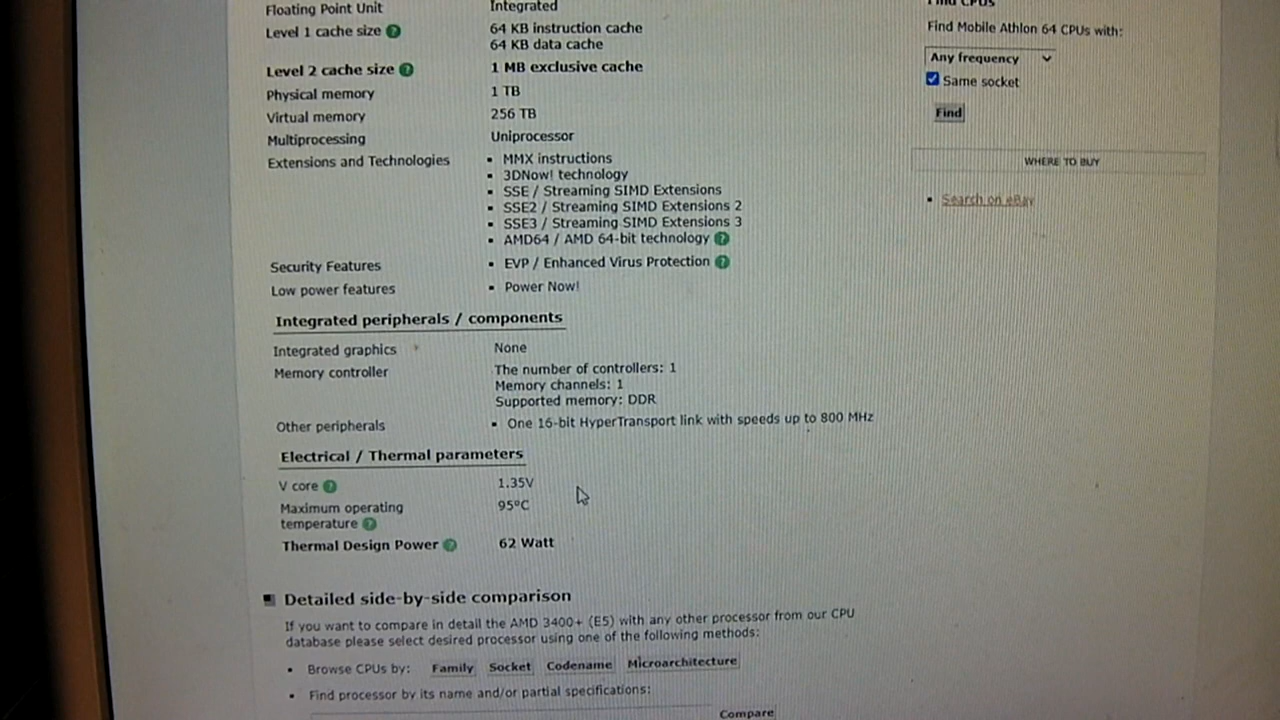 Floating Point Unit Integrated
Level 1 cache size ? 64 KB instruction cache
64 KB data cache
Level 2 cache size ? 1 MB exclusive cache
Physical memory 1 TB
Virtual memory 256 TB
Multiprocessing Uniprocessor
Extensions and Technologies ▪ MMX instructions
▪ 3DNow! technology
▪ SSE / Streaming SIMD Extensions
▪ SSE2 / Streaming SIMD Extensions 2
▪ SSE3 / Streaming SIMD Extensions 3
▪ AMD64 / AMD 64-bit technology ?
Security Features ▪ EVP / Enhanced Virus Protection ?
Low power features ▪ Power Now!
Integrated peripherals / components
Integrated graphics None
Memory controller The number of controllers: 1
Memory channels: 1
Supported memory: DDR
Other peripherals ▪ One 16-bit HyperTransport link with speeds up to 800 MHz
Electrical / Thermal parameters
V core ? 1.35V
Maximum operating
temperature ? 95°C
Thermal Design Power ? 62 Watt
Detailed side-by-side comparison
If you want to compare in detail the AMD 3400+ (E5) with any other processor from our CPU
database please select desired processor using one of the following methods:
• Browse CPUs by: Family Socket Codename Microarchitecture
• Find processor by its name and/or partial specifications:
Compare
Find CPUs
Find Mobile Athlon 64 CPUs with:
Any frequency
Same socket
Find
WHERE TO BUY
▪ Search on eBay